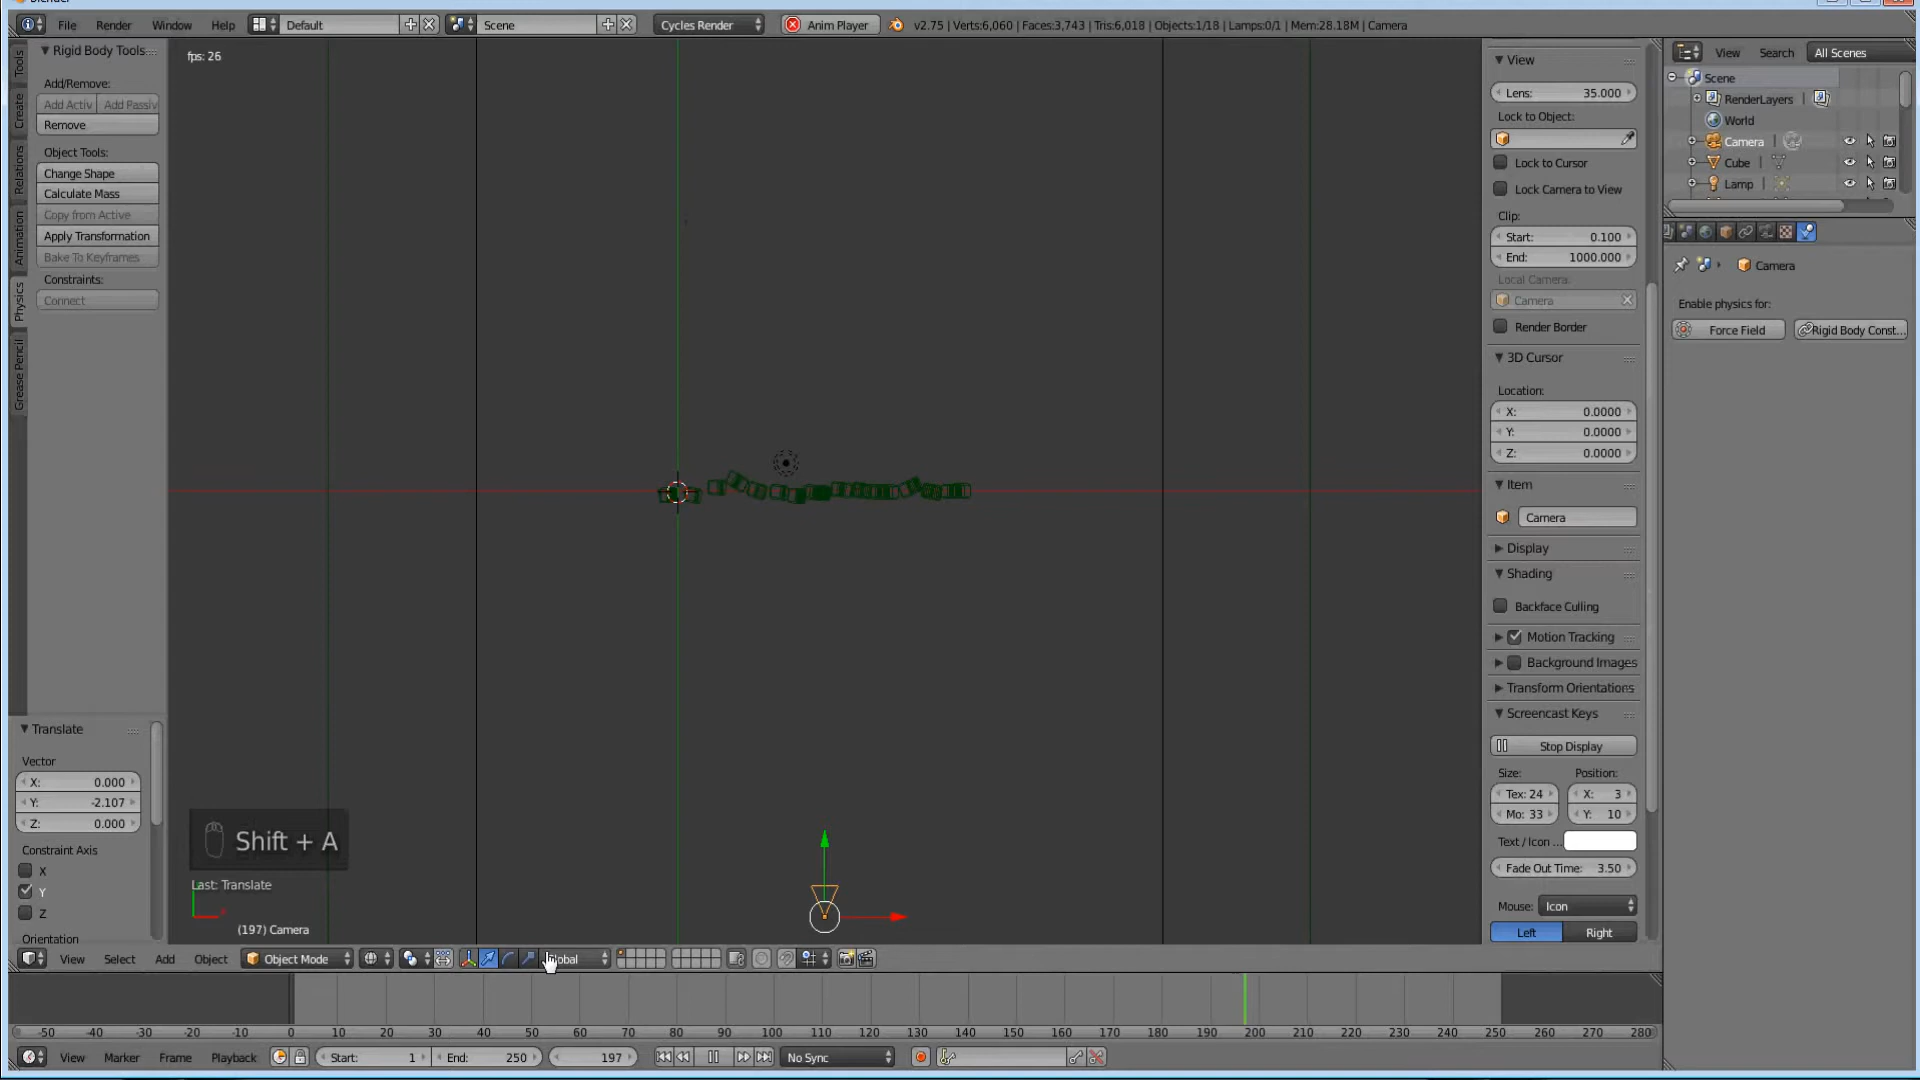 File Render Window Help Default Scene Cycles Render Anim Player v2.75 | Verts:6,060 | Faces:3,743 | Tris:6,018 | Objects:1/18 | Lamps:0/1 | Mem:28.18M | Camera
Rigid Body Tools
Add/Remove:
Add Activ Add Passiv
Remove
Object Tools:
Change Shape
Calculate Mass
Copy from Active
Apply Transformation
Bake To Keyframes
Constraints:
Connect
Tools
Create
Relations
Animation
Physics
Grease Pencil
Translate
Vector
X: 0.000
Y: -2.107
Z: 0.000
Constraint Axis
X
Y
Z
Orientation
fps: 26
Shift + A
Last: Translate
(197) Camera
View
Lens: 35.000
Lock to Object:
Lock to Cursor
Lock Camera to View
Clip:
Start: 0.100
End: 1000.000
Local Camera:
Camera
Render Border
3D Cursor
Location:
X: 0.0000
Y: 0.0000
Z: 0.0000
Item
Camera
Display
Shading
Backface Culling
Motion Tracking
Background Images
Transform Orientations
Screencast Keys
Stop Display
Size: Position:
Tex: 24 X: 3
Mo: 33 Y: 10
Text / Icon ...
Fade Out Time: 3.50
Mouse: Icon
Left Right
View Search All Scenes
Scene
RenderLayers
World
Camera
Cube
Lamp
Camera
Enable physics for:
Force Field Rigid Body Const...
View Select Add Object Object Mode
-50 -40 -30 -20 -10 0 10 20 30 40 50 60 70 80 90 100 110 120 130 140 150 160 170 180 190 200 210 220 230 240 250 260 270 280
View Marker Frame Playback Start: 1 End: 250 197 No Sync